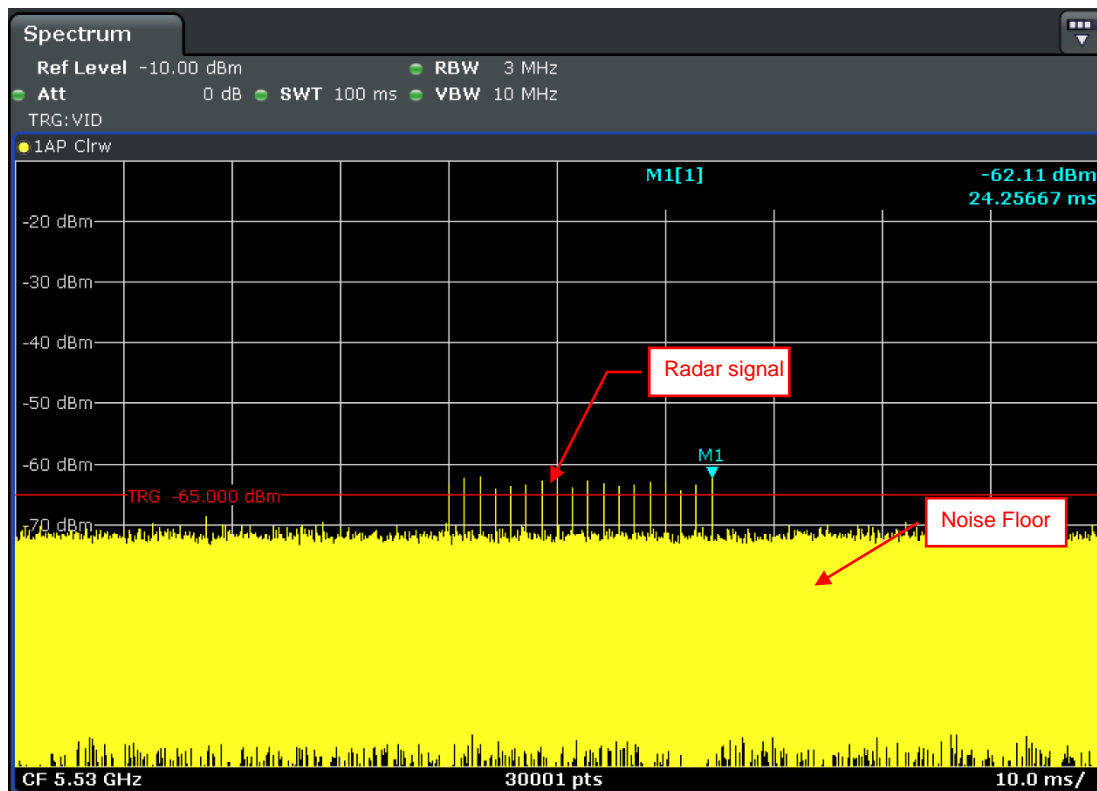 Spectrum
Ref Level -10.00 dBm RBW 3 MHz
Att 0 dB SWT 100 ms VBW 10 MHz
TRG:VID
1AP Clrw
M1[1] -62.11 dBm
24.25667 ms
-20 dBm
-30 dBm
-40 dBm
Radar signal
-50 dBm
M1
-60 dBm
TRG -65.000 dBm
-70 dBm
Noise Floor
CF 5.53 GHz 30001 pts 10.0 ms/